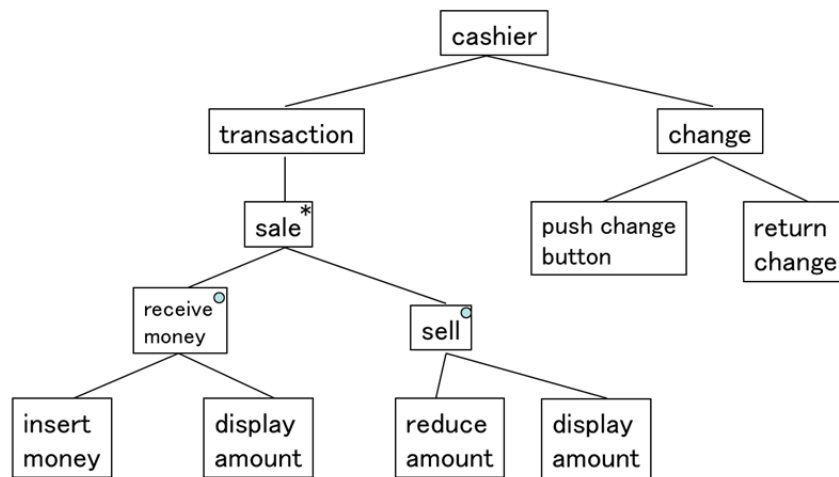 cashier
transaction
change
sale*
push change
button
return
change
receive
money
sell
insert
money
display
amount
reduce
amount
display
amount